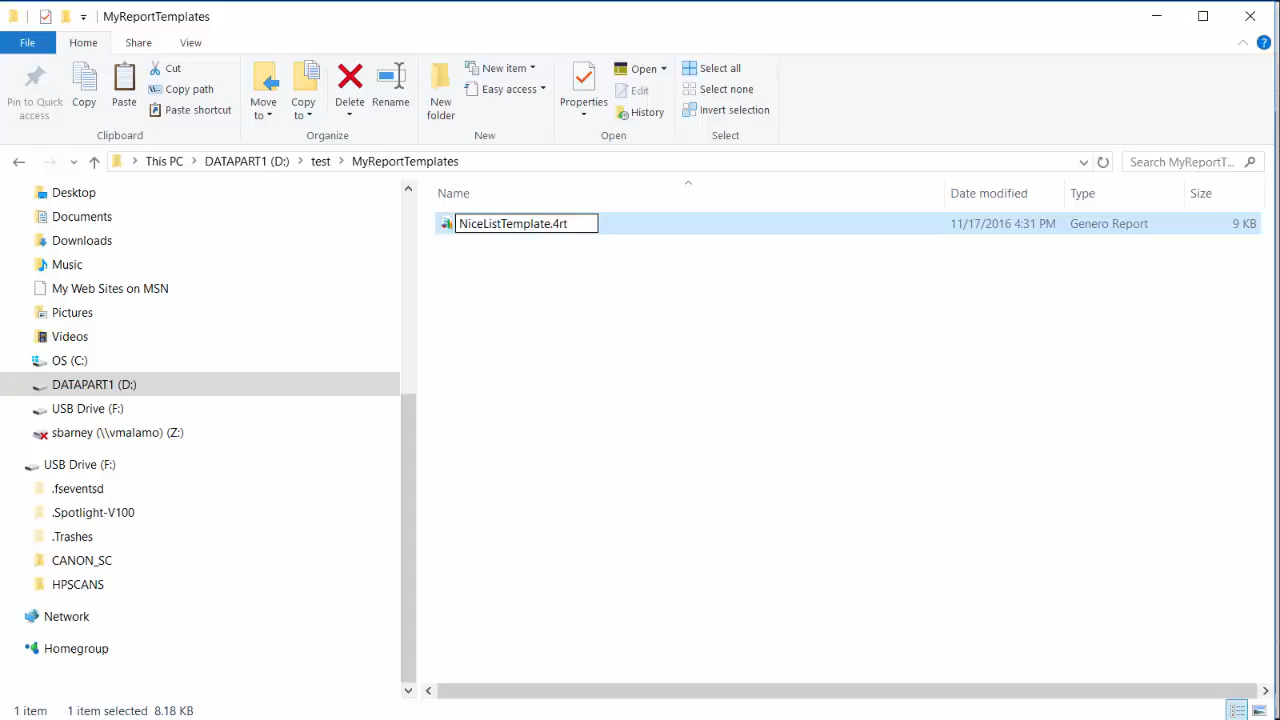 MyReportTemplates
File Home Share View
Pin to Quick access
Copy
Paste
Cut
Copy path
Paste shortcut
Clipboard
Move to
Copy to
Delete
Rename
Organize
New folder
New item
Easy access
New
Properties
Open
Edit
History
Open
Select all
Select none
Invert selection
Select
This PC DATAPART1 (D:) test MyReportTemplates
Search MyReportT...
Desktop
Documents
Downloads
Music
My Web Sites on MSN
Pictures
Videos
OS (C:)
DATAPART1 (D:)
USB Drive (F:)
sbarney (\\vmalamo) (Z:)
USB Drive (F:)
.fseventsd
.Spotlight-V100
.Trashes
CANON_SC
HPSCANS
Network
Homegroup
Name Date modified Type Size
NiceListTemplate.4rt 11/17/2016 4:31 PM Genero Report 9 KB
1 item 1 item selected 8.18 KB